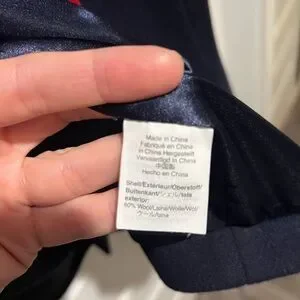 Made in China
Fabriqué en Chine
In China Hergestellt
Vervaardigd in China
中国製
Hecho en China
Shell/Extérieur/Oberstoff/
Buitenkant/シェル/tela
exterior:
60% Wool/Laine/Wolle/Wol/
ウール/lana